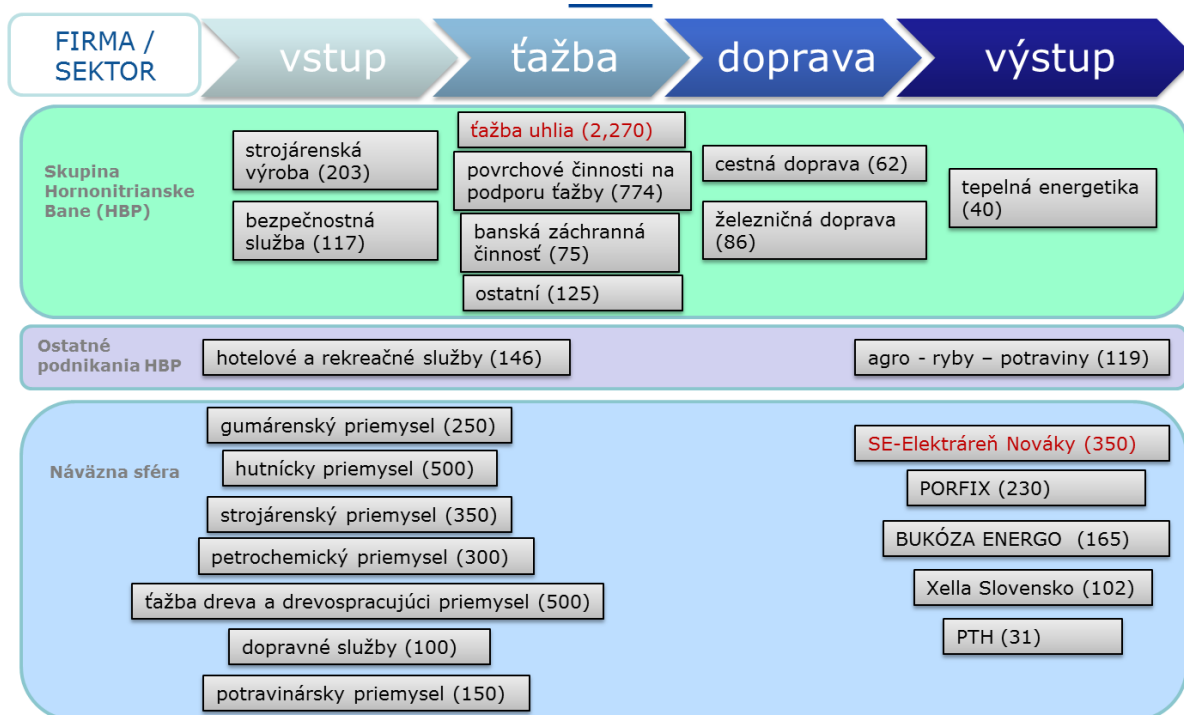 FIRMA /
SEKTOR
vstup
ťažba
doprava
výstup
Skupina
Hornonitrianske
Bane (HBP)
strojárenská
výroba (203)
bezpečnostná
služba (117)
ťažba uhlia (2,270)
povrchové činnosti na
podporu ťažby (774)
banská záchranná
činnosť (75)
ostatní (125)
cestná doprava (62)
železničná doprava
(86)
tepelná energetika
(40)
Ostatné
podnikania HBP
hotelové a rekreačné služby (146)
agro - ryby – potraviny (119)
Náväzna sféra
gumárenský priemysel (250)
hutnícky priemysel (500)
strojárenský priemysel (350)
petrochemický priemysel (300)
ťažba dreva a drevospracujúci priemysel (500)
dopravné služby (100)
potravinársky priemysel (150)
SE-Elektráreň Nováky (350)
PORFIX (230)
BUKÓZA ENERGO (165)
Xella Slovensko (102)
PTH (31)